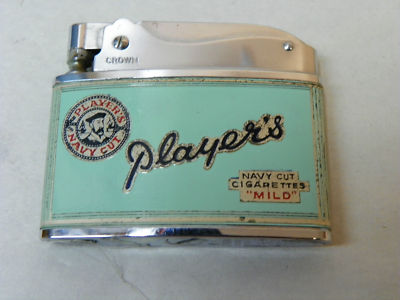 CROWN
PLAYER'S
NAVY CUT
Player's
NAVY CUT
CIGARETTES
"MILD"